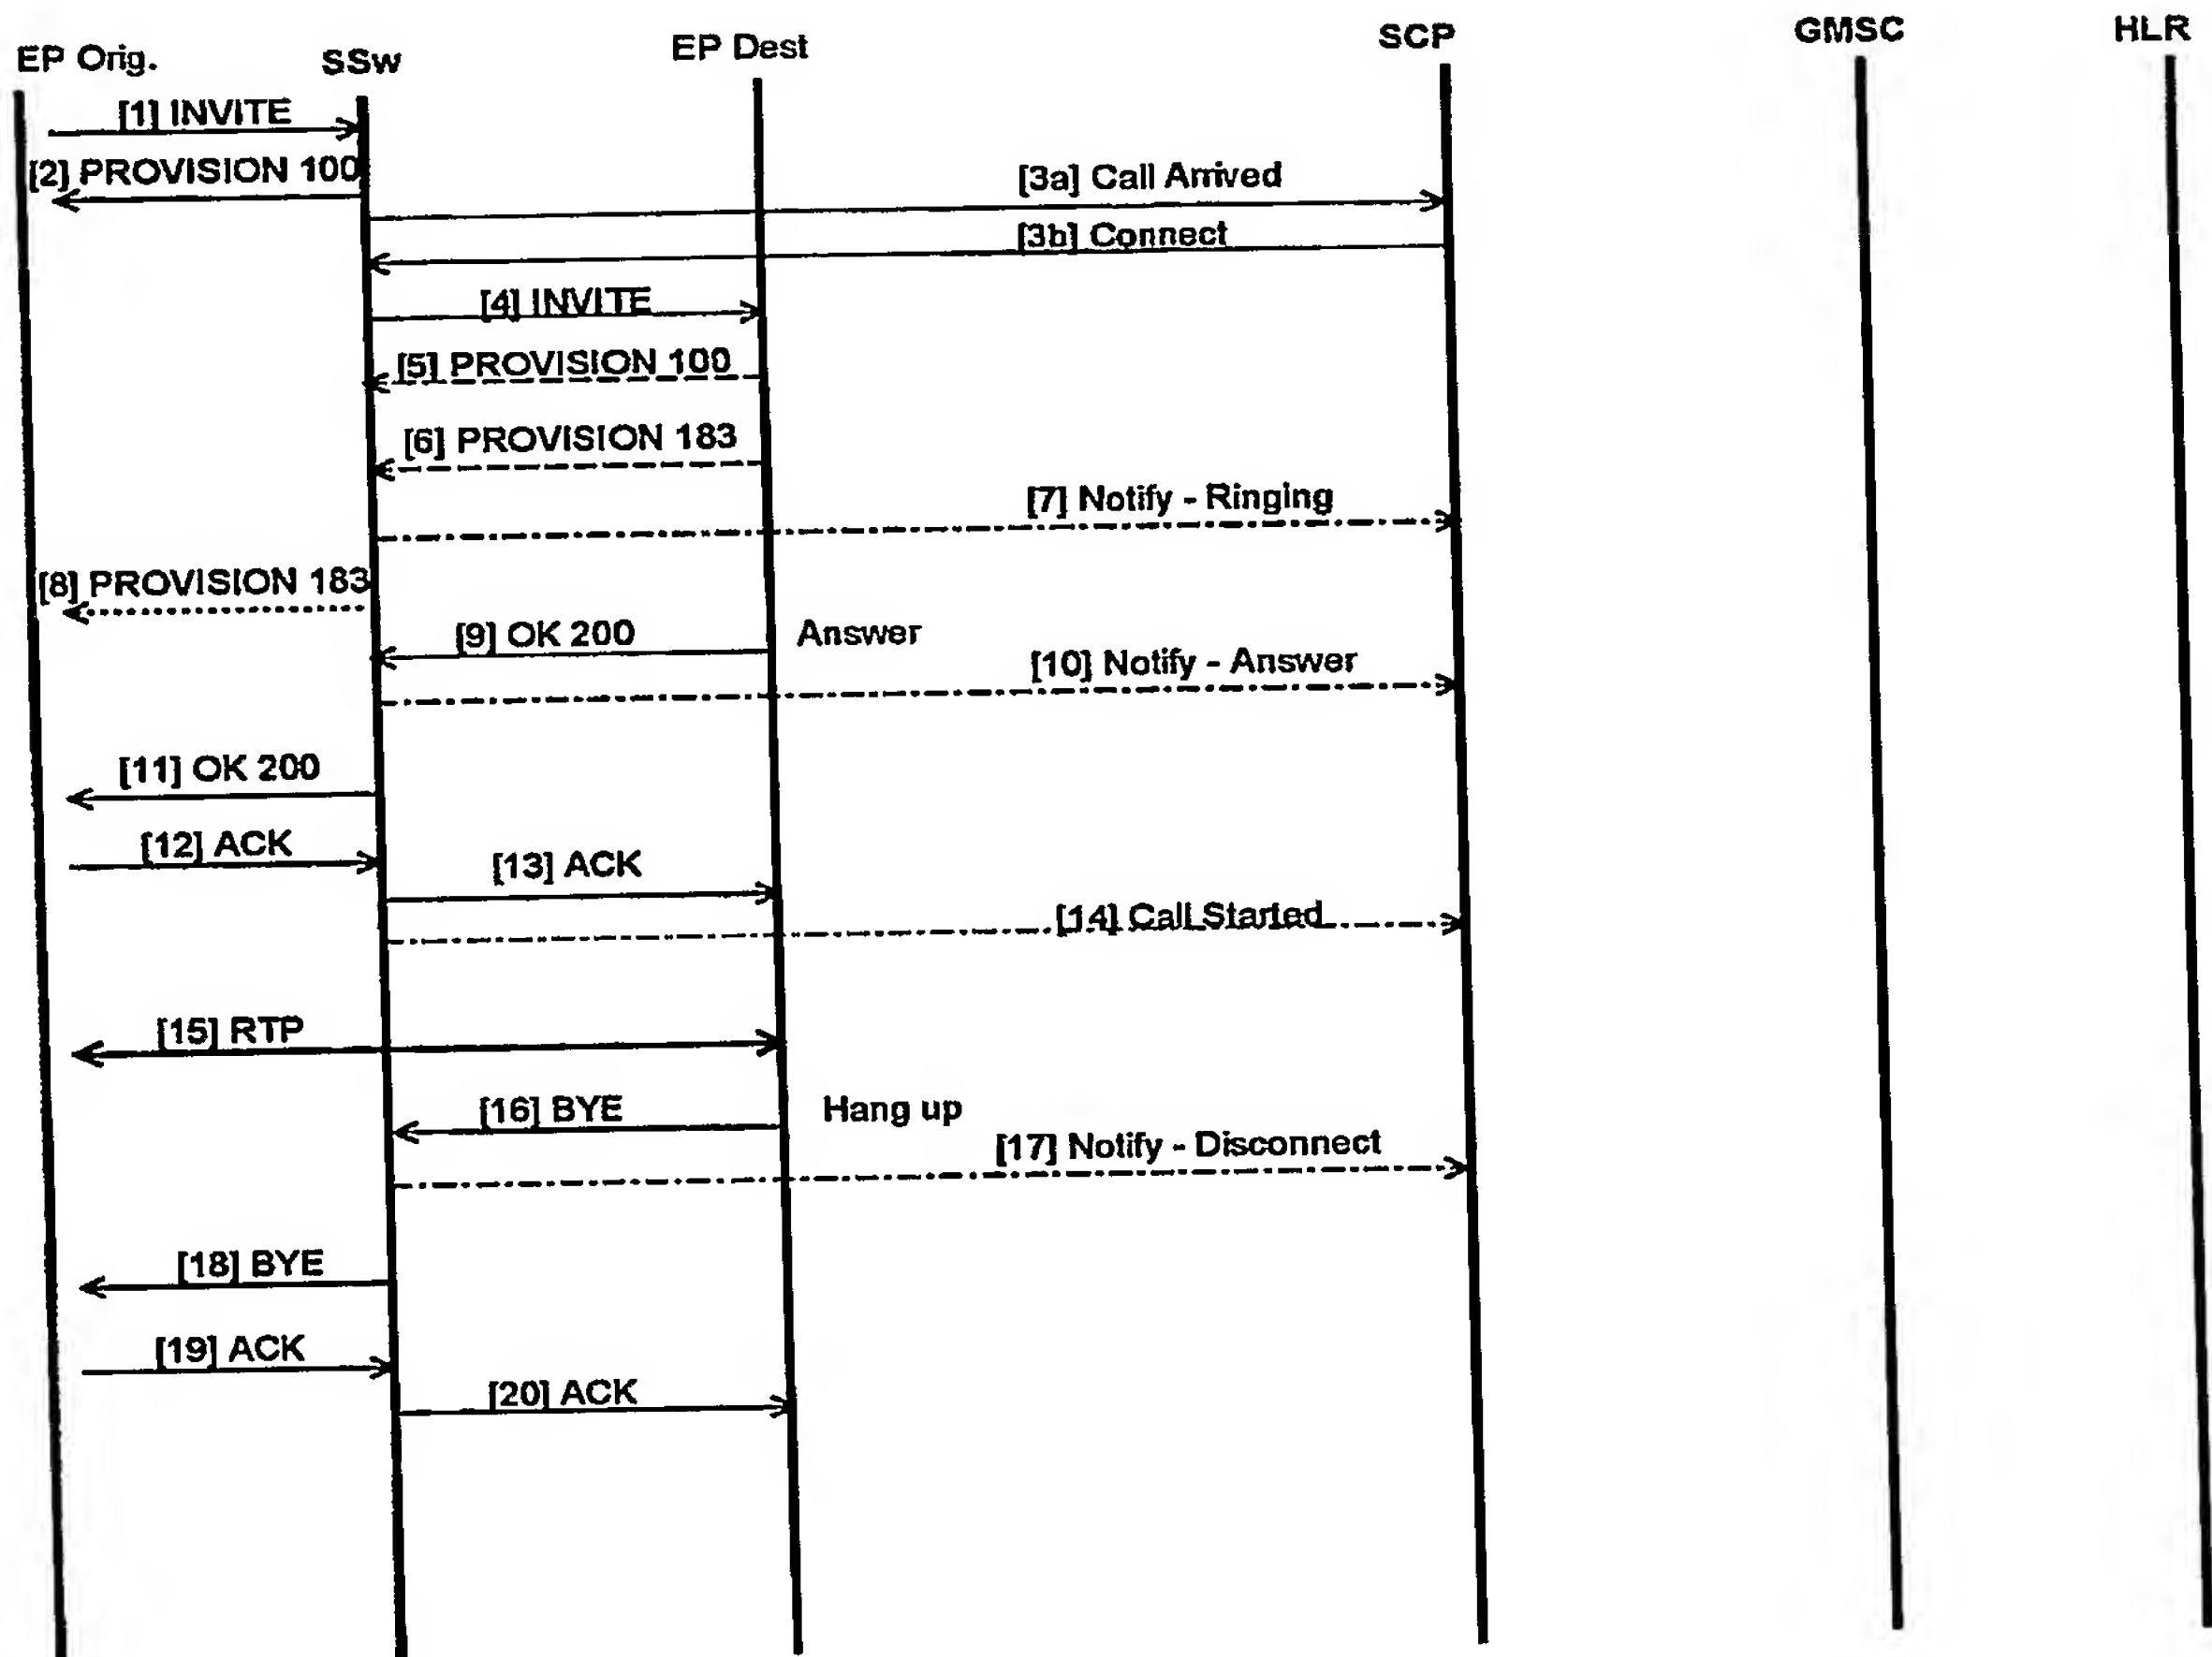 EP Orig.
SSw
EP Dest
SCP
GMSC
HLR
[1] INVITE
[2] PROVISION 100
[3a] Call Arrived
[3b] Connect
[4] INVITE
[5] PROVISION 100
[6] PROVISION 183
[7] Notify - Ringing
[8] PROVISION 183
[9] OK 200
Answer
[10] Notify - Answer
[11] OK 200
[12] ACK
[13] ACK
[14] Call Started
[15] RTP
[16] BYE
Hang up
[17] Notify - Disconnect
[18] BYE
[19] ACK
[20] ACK